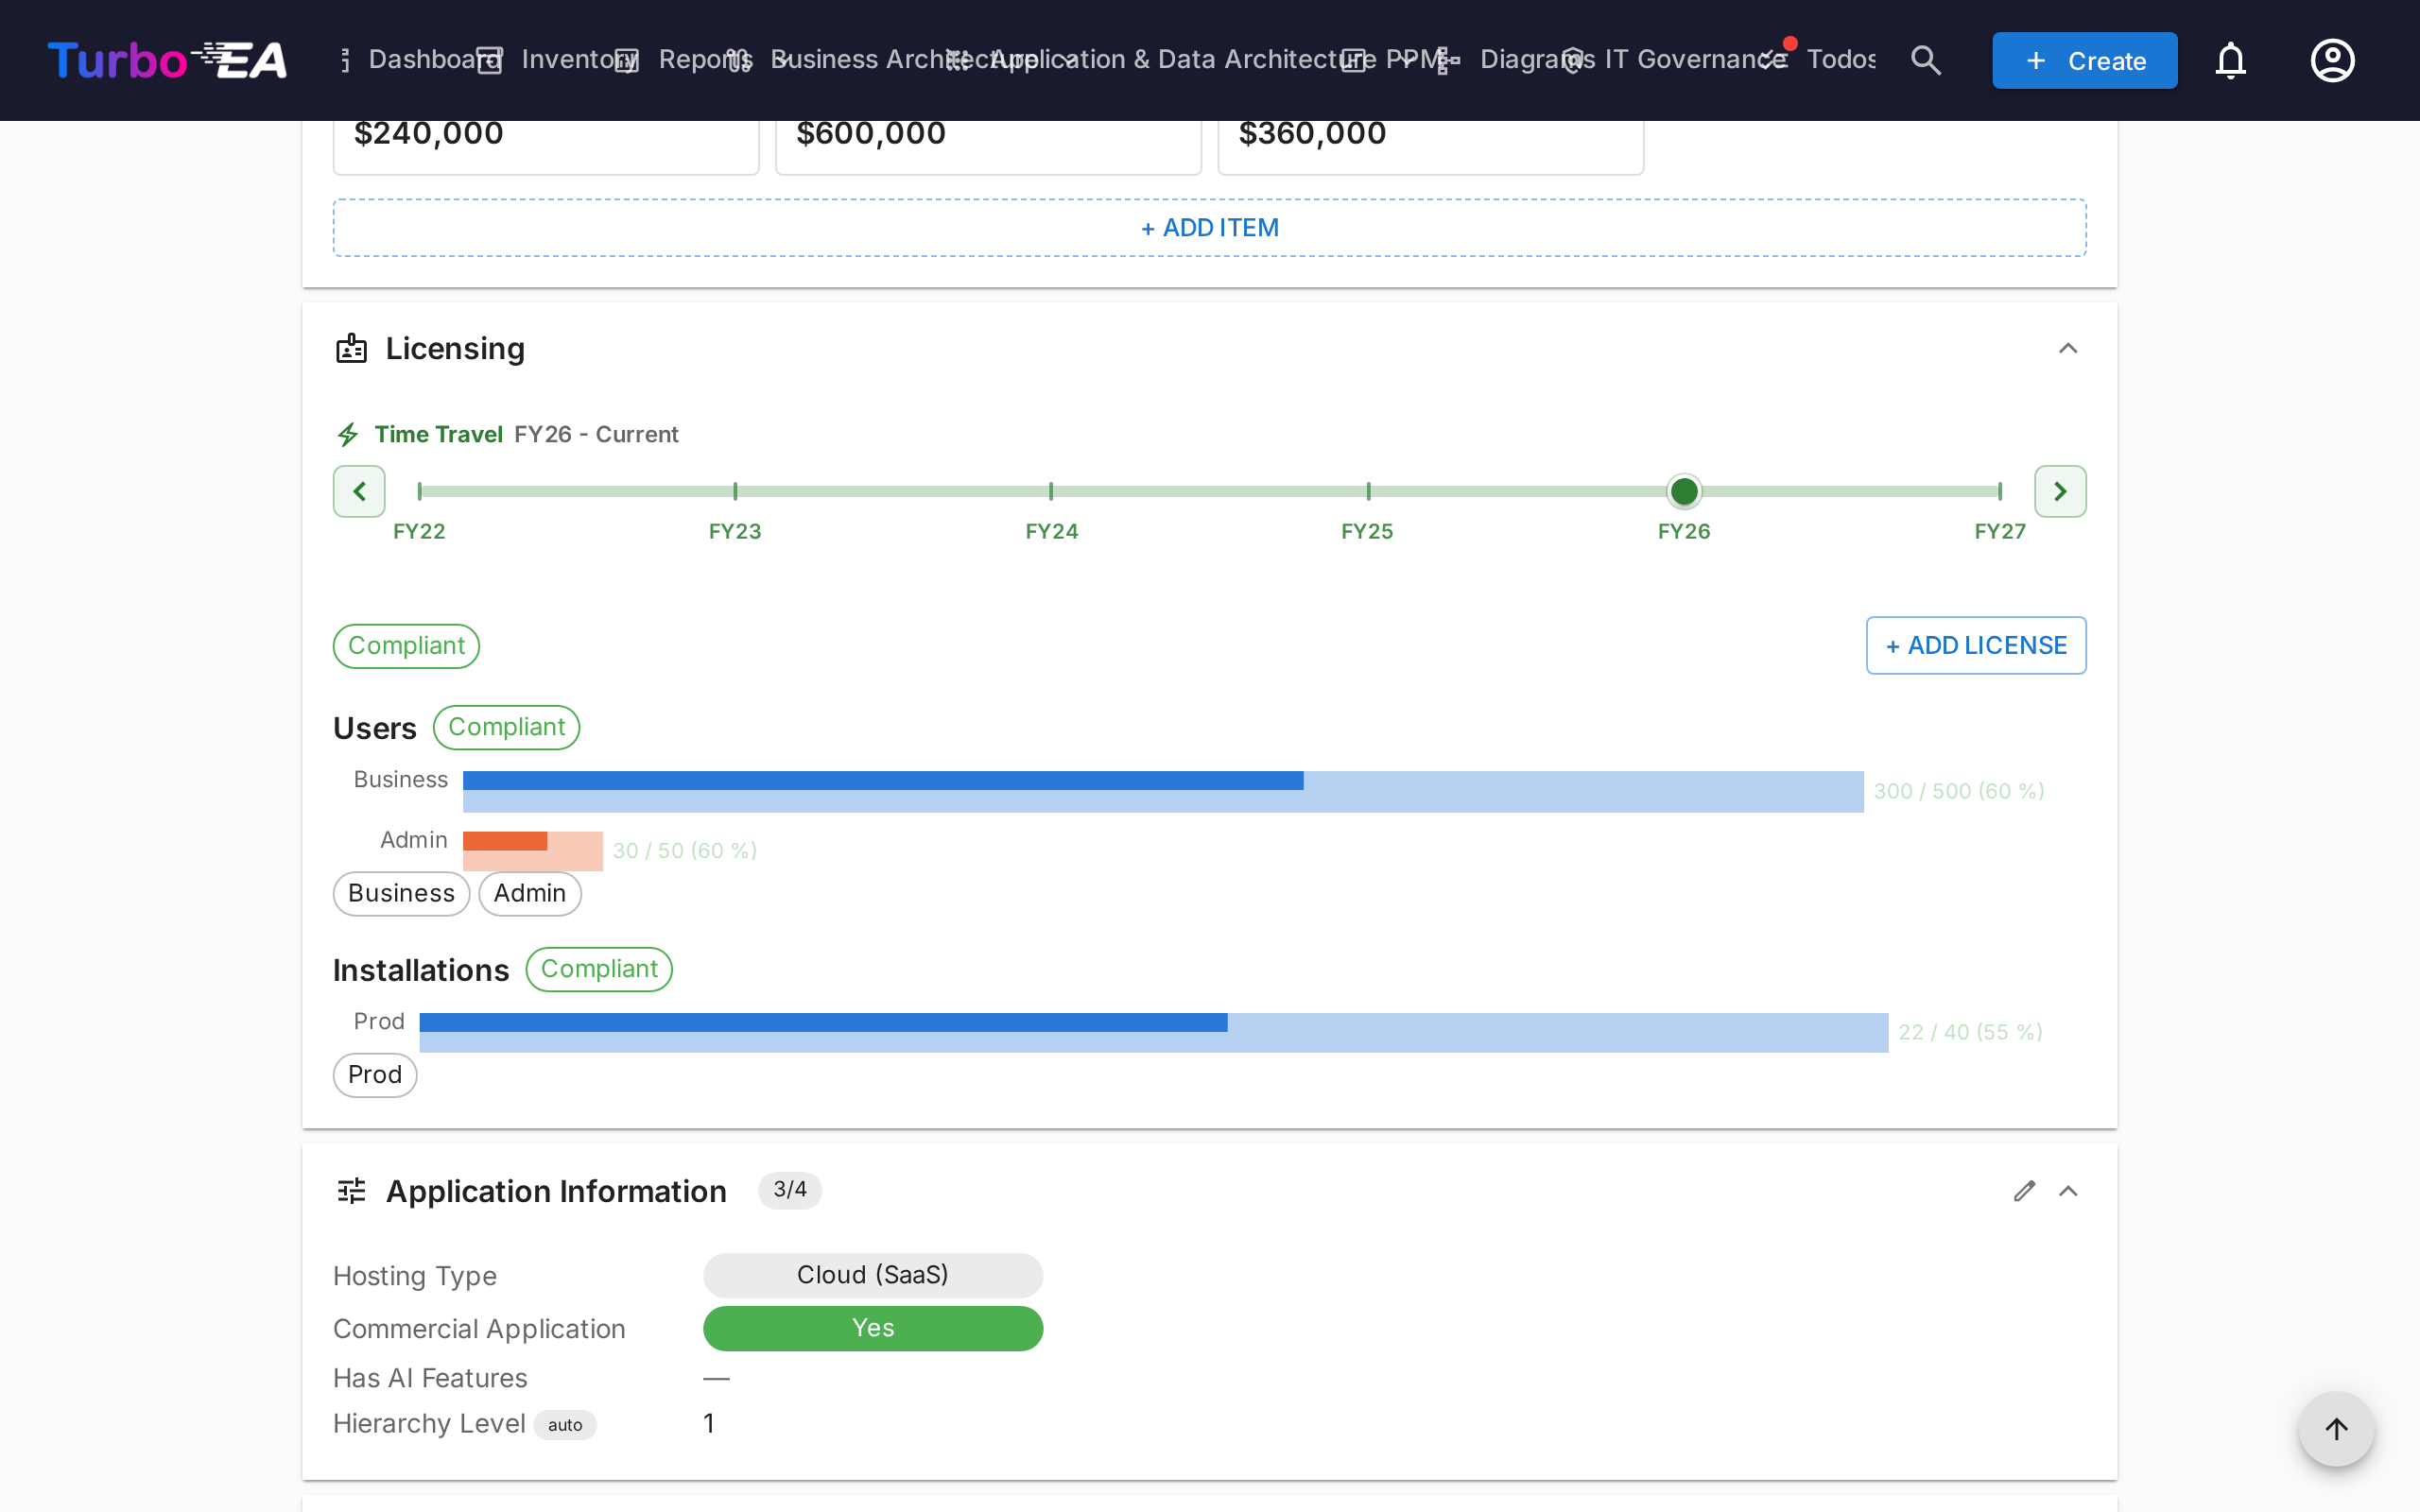 Turbo EA
Dashboard Inventory Reports Business Architecture Application & Data Architecture PPM Diagrams IT Governance Todos
+ Create
$240,000 $600,000 $360,000
+ ADD ITEM
Licensing
Time Travel FY26 - Current
FY22 FY23 FY24 FY25 FY26 FY27
Compliant + ADD LICENSE
Users Compliant
Business 300 / 500 (60 %)
Admin 30 / 50 (60 %)
Business Admin
Installations Compliant
Prod 22 / 40 (55 %)
Prod
Application Information 3/4
Hosting Type Cloud (SaaS)
Commercial Application Yes
Has AI Features —
Hierarchy Level auto 1